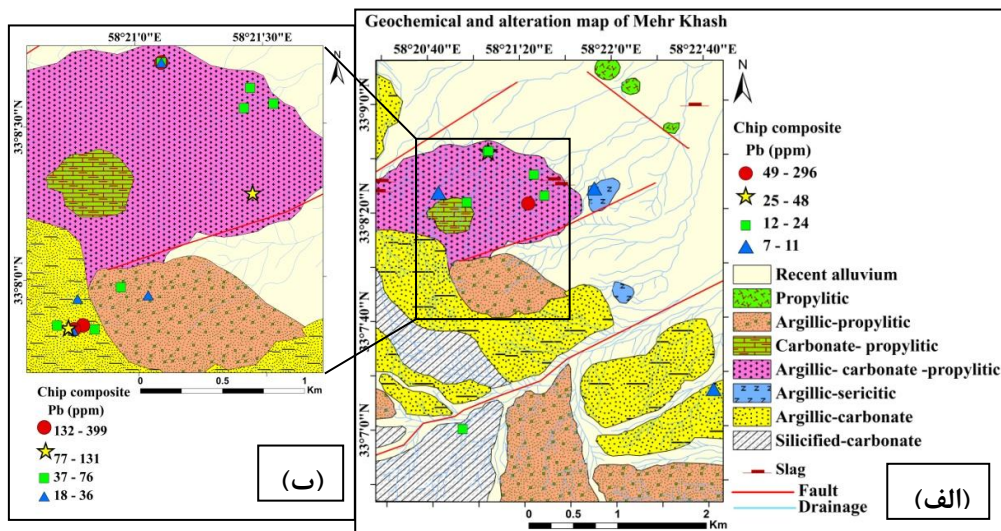 58°21'0"E
58°21'30"E
N
33°8'30"N
33°8'0"N
0
0.5
1
Km
Chip composite
Pb (ppm)
132 - 399
77 - 131
37 - 76
18 - 36
(ب)
Geochemical and alteration map of Mehr Khash
58°20'40"E
58°21'20"E
58°22'0"E
58°22'40"E
33°9'0"N
33°8'20"N
33°7'40"N
33°7'0"N
N
Chip composite
Pb (ppm)
49 - 296
25 - 48
12 - 24
7 - 11
Recent alluvium
Propylitic
Argillic-propylitic
Carbonate- propylitic
Argillic- carbonate -propylitic
Argillic-sericitic
Argillic-carbonate
Silicified-carbonate
Slag
Fault
Drainage
0
0.5
1
2
Km
(الف)